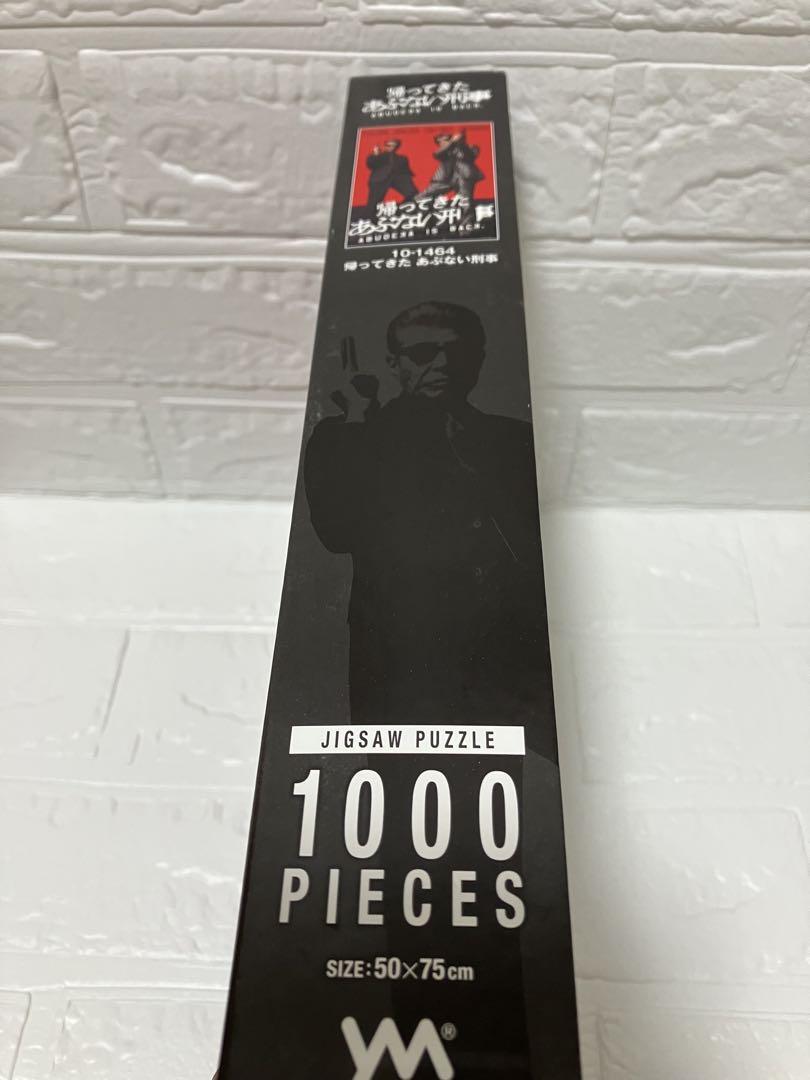 帰ってきた
あぶない刑事
ABUDEKA IS BACK.
帰ってきた
あぶない刑事
ABUDEKA IS BACK.
10-1464
帰ってきた あぶない刑事
JIGSAW PUZZLE
1000
PIECES
SIZE:50×75cm
YM®